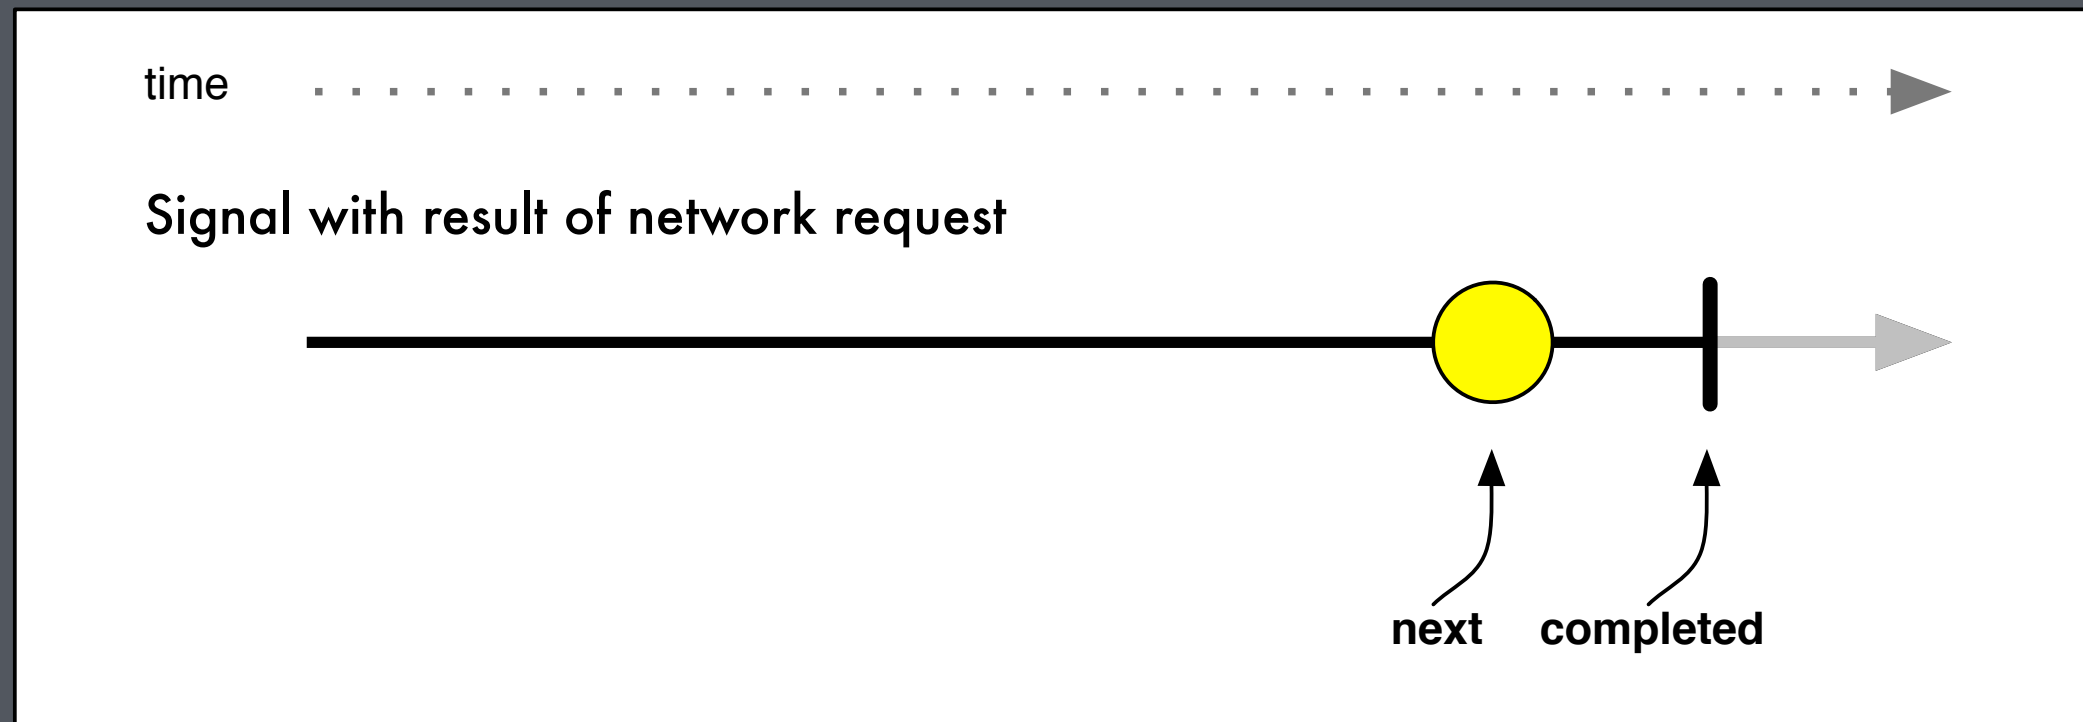 time
Signal with result of network request
next completed